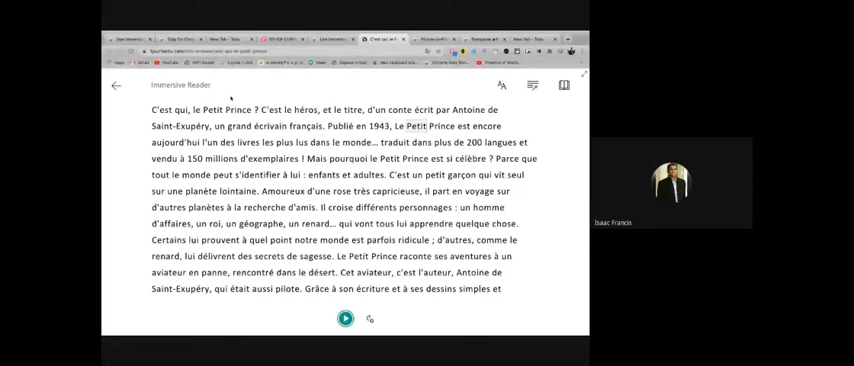 New Tab - Tabs
New Tab - Tabs
Immersive Reader
C'est qui, le Petit Prince ? C'est le héros, et le titre, d'un conte écrit par Antoine de
Saint-Exupéry, un grand écrivain français. Publié en 1943, Le Petit Prince est encore
aujourd'hui l'un des livres les plus lus dans le monde... traduit dans plus de 200 langues et
vendu à 150 millions d'exemplaires ! Mais pourquoi le Petit Prince est si célèbre ? Parce que
tout le monde peut s'identifier à lui : enfants et adultes. C'est un petit garçon qui vit seul
sur une planète lointaine. Amoureux d'une rose très capricieuse, il part en voyage sur
d'autres planètes à la recherche d'amis. Il croise différents personnages : un homme
d'affaires, un roi, un géographe, un renard... qui vont tous lui apprendre quelque chose.
Certains lui prouvent à quel point notre monde est parfois ridicule ; d'autres, comme le
renard, lui délivrent des secrets de sagesse. Le Petit Prince raconte ses aventures à un
aviateur en panne, rencontré dans le désert. Cet aviateur, c'est l'auteur, Antoine de
Saint-Exupéry, qui était aussi pilote. Grâce à son écriture et à ses dessins simples et
Isaac Francis